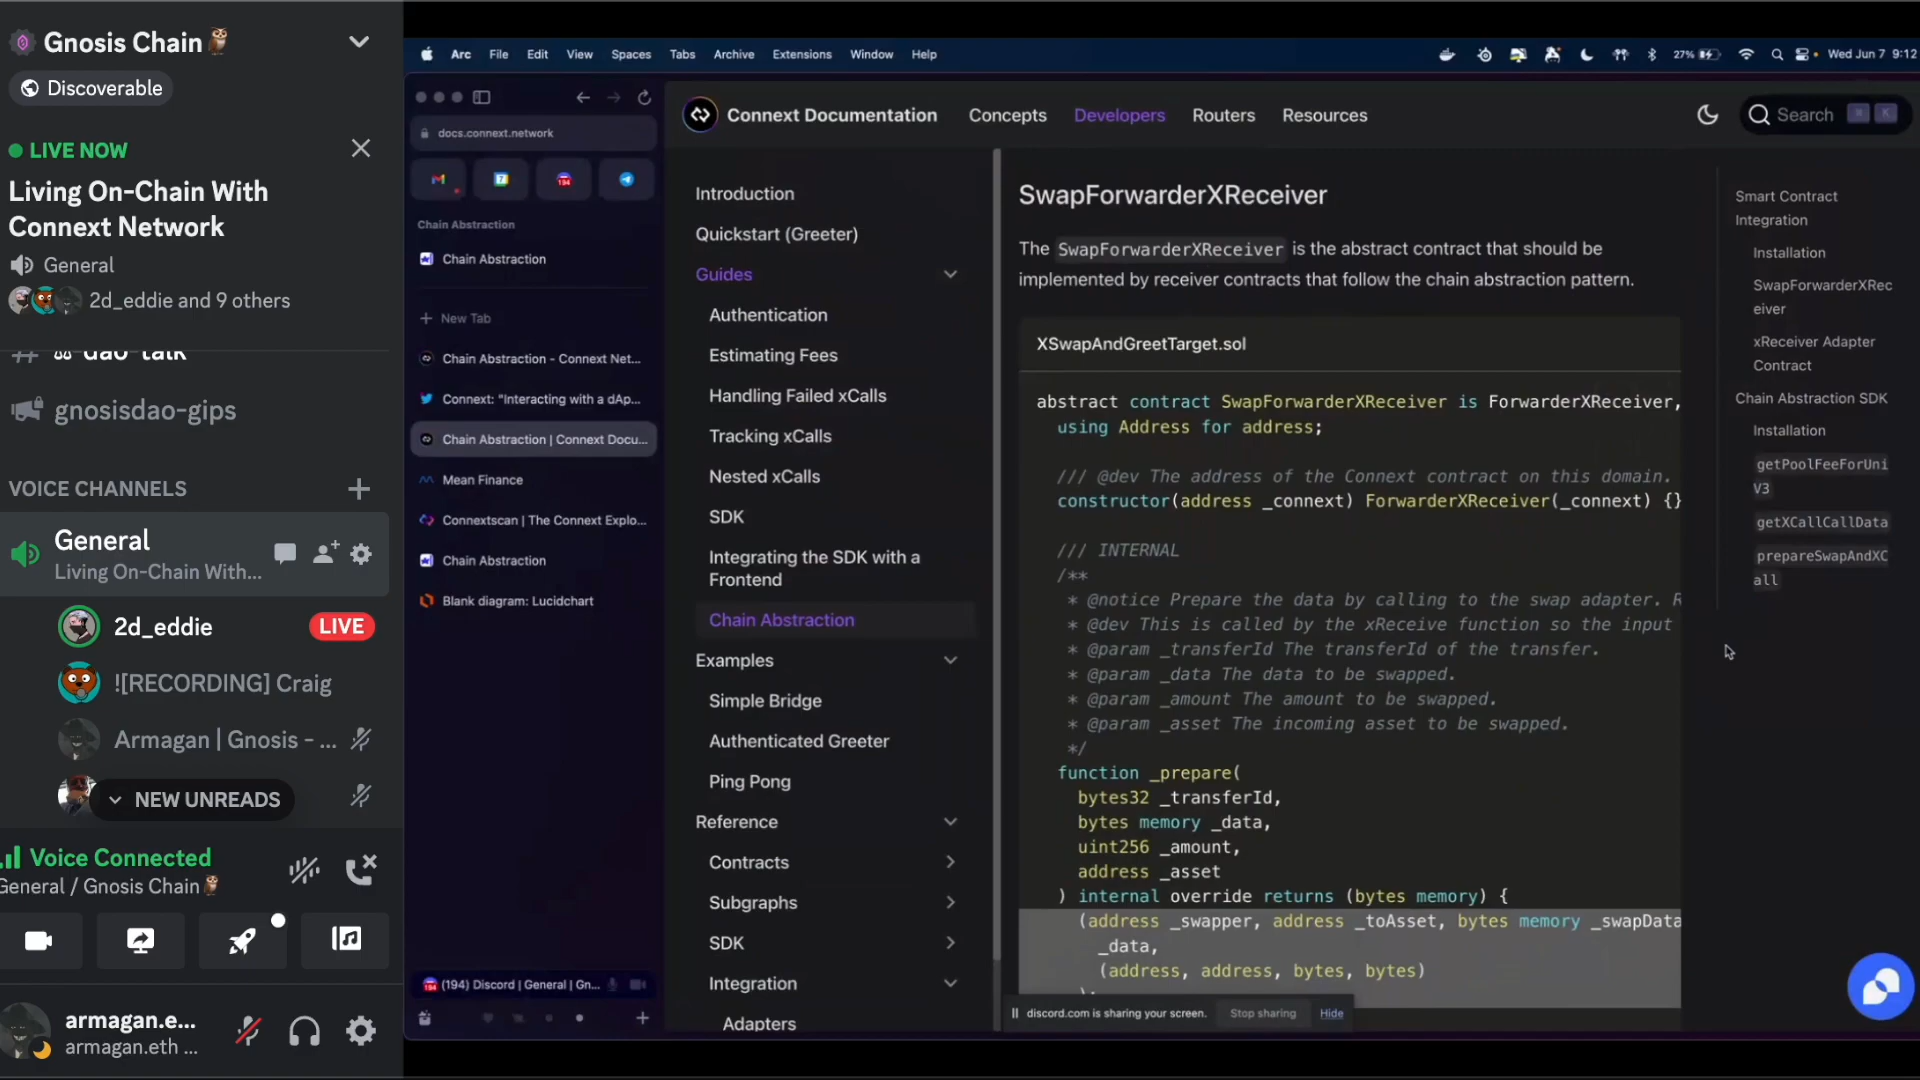 Gnosis Chain🦉
Discoverable
LIVE NOW
Living On-Chain With
Connext Network
General
2d_eddie and 9 others
dao-talk
gnosisdao-gips
VOICE CHANNELS
General
Living On-Chain With...
2d_eddie
LIVE
![RECORDING] Craig
Armagan | Gnosis - ...
NEW UNREADS
Voice Connected
General / Gnosis Chain🦉
armagan.e...
armagan.eth ...
Arc File Edit View Spaces Tabs Archive Extensions Window Help
27% Wed Jun 7 9:12
docs.connext.network
7
194
Chain Abstraction
Chain Abstraction
New Tab
Chain Abstraction - Connext Net...
Connext: "Interacting with a dAp...
Chain Abstraction | Connext Docu...
Mean Finance
Connextscan | The Connext Explo...
Chain Abstraction
Blank diagram: Lucidchart
(194) Discord | General | Gn...
Connext Documentation Concepts Developers Routers Resources
Search K
Introduction
Quickstart (Greeter)
Guides
Authentication
Estimating Fees
Handling Failed xCalls
Tracking xCalls
Nested xCalls
SDK
Integrating the SDK with a
Frontend
Chain Abstraction
Examples
Simple Bridge
Authenticated Greeter
Ping Pong
Reference
Contracts
Subgraphs
SDK
Integration
Adapters
SwapForwarderXReceiver
The SwapForwarderXReceiver is the abstract contract that should be
implemented by receiver contracts that follow the chain abstraction pattern.
XSwapAndGreetTarget.sol
abstract contract SwapForwarderXReceiver is ForwarderXReceiver,
using Address for address;
/// @dev The address of the Connext contract on this domain.
constructor(address _connext) ForwarderXReceiver(_connext) {}
/// INTERNAL
/**
* @notice Prepare the data by calling to the swap adapter. R
* @dev This is called by the xReceive function so the input
* @param _transferId The transferId of the transfer.
* @param _data The data to be swapped.
* @param _amount The amount to be swapped.
* @param _asset The incoming asset to be swapped.
*/
function _prepare(
bytes32 _transferId,
bytes memory _data,
uint256 _amount,
address _asset
) internal override returns (bytes memory) {
(address _swapper, address _toAsset, bytes memory _swapData
_data,
(address, address, bytes, bytes)
discord.com is sharing your screen. Stop sharing Hide
Smart Contract
Integration
Installation
SwapForwarderXRec
eiver
xReceiver Adapter
Contract
Chain Abstraction SDK
Installation
getPoolFeeForUni
V3
getXCallCallData
prepareSwapAndXC
all